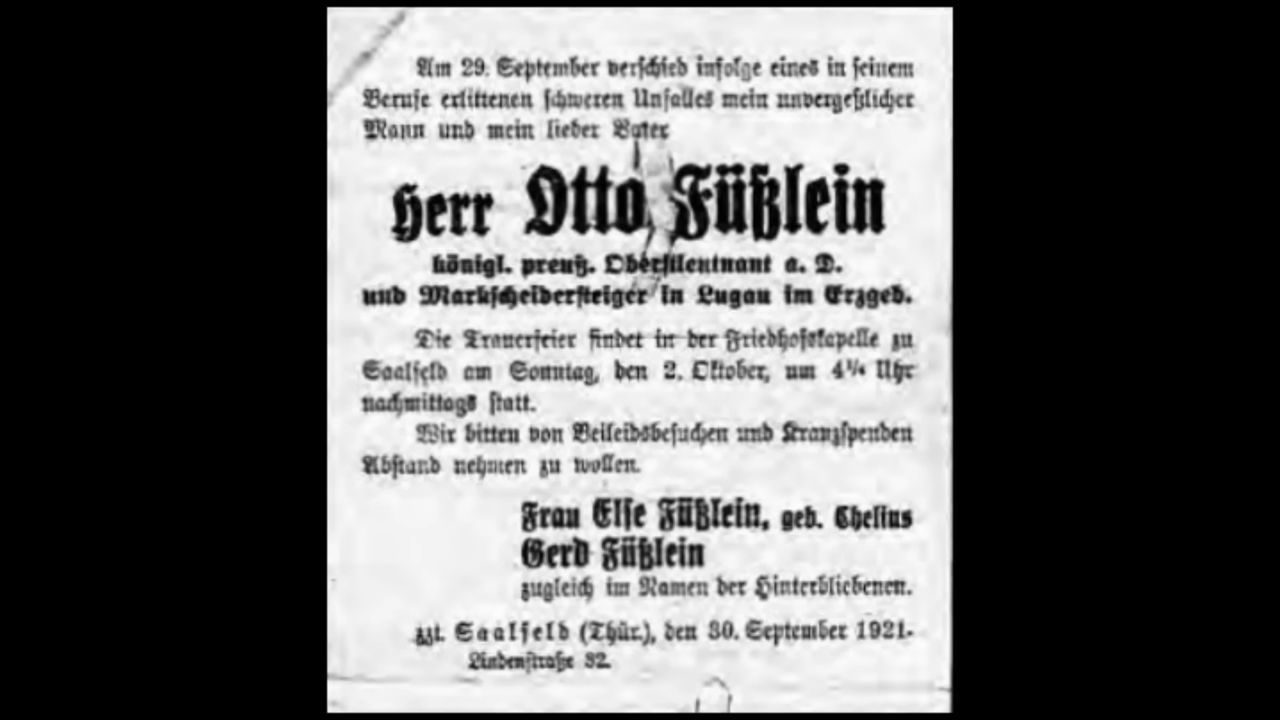 Am 29. September verschied infolge eines in seinem
Berufe erlittenen schweren Unfalles mein unvergeßlicher
Mann und mein lieber Vater
Herr Otto Füßlein
königl. preuß. Oberstleutnant a. D.
und Markscheidersteiger in Lugau im Erzgeb.
Die Trauerfeier findet in der Friedhofskapelle zu
Saalfeld am Sonntag, den 2. Oktober, um 4¼ Uhr
nachmittags statt.
Wir bitten von Beileidsbesuchen und Kranzspenden
Abstand nehmen zu wollen.
Frau Else Füßlein, geb. Chelius
Gerd Füßlein
zugleich im Namen der Hinterbliebenen.
zzt. Saalfeld (Thür.), den 30. September 1921.
Lindenstraße 32.